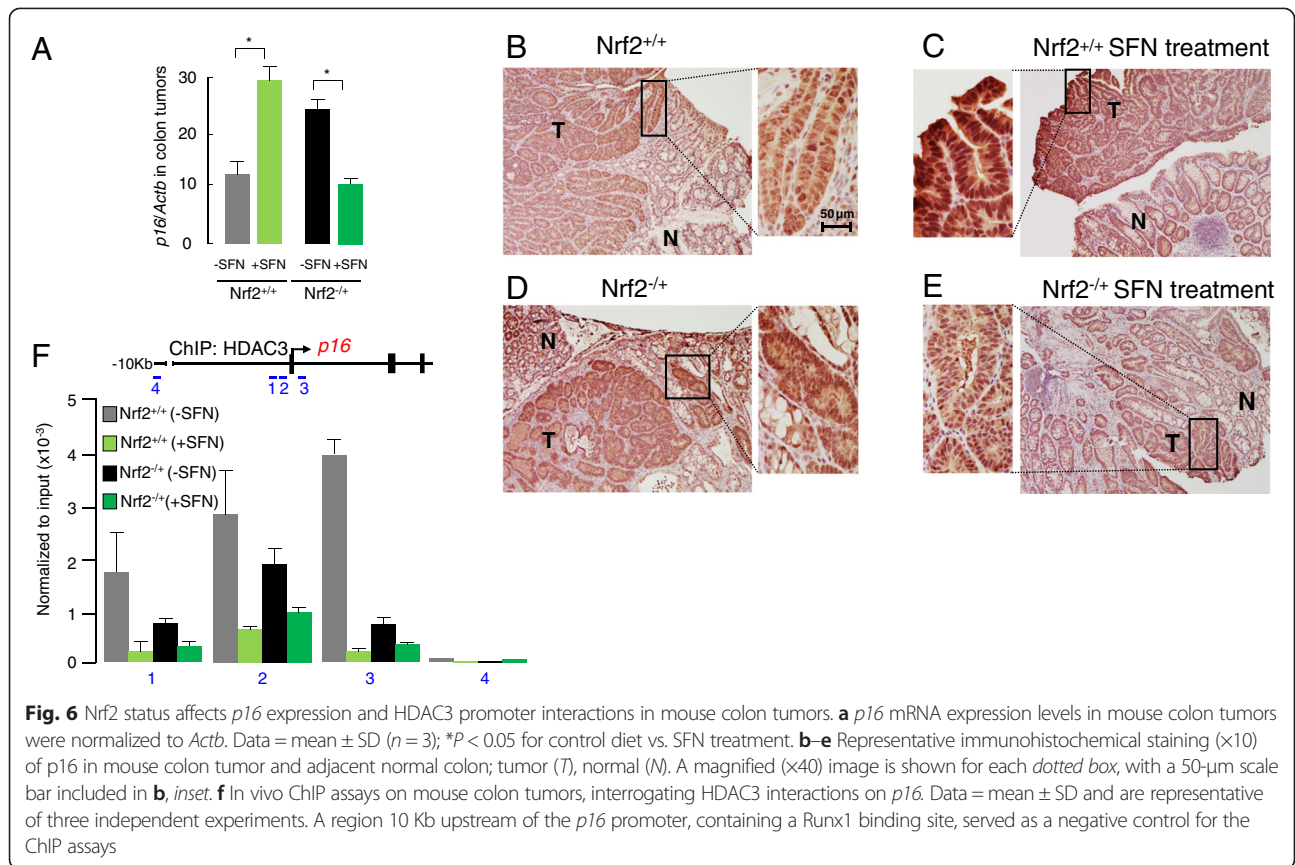 A
p16/Actb in colon tumors
30
20
10
0
*
*
-SFN +SFN
-SFN +SFN
Nrf2+/+
Nrf2-/+
B
Nrf2+/+
T
N
50 µm
C
Nrf2+/+ SFN treatment
T
N
D
Nrf2-/+
N
T
E
Nrf2-/+ SFN treatment
N
T
F
ChIP: HDAC3
p16
-10Kb
4
1 2
3
Normalized to input (x10-3)
5
4
3
2
1
0
Nrf2+/+ (-SFN)
Nrf2+/+ (+SFN)
Nrf2-/+ (-SFN)
Nrf2-/+ (+SFN)
1
2
3
4
Fig. 6 Nrf2 status affects p16 expression and HDAC3 promoter interactions in mouse colon tumors. a p16 mRNA expression levels in mouse colon tumors
were normalized to Actb. Data = mean ± SD (n = 3); *P < 0.05 for control diet vs. SFN treatment. b–e Representative immunohistochemical staining (×10)
of p16 in mouse colon tumor and adjacent normal colon; tumor (T), normal (N). A magnified (×40) image is shown for each dotted box, with a 50-μm scale
bar included in b, inset. f In vivo ChIP assays on mouse colon tumors, interrogating HDAC3 interactions on p16. Data = mean ± SD and are representative
of three independent experiments. A region 10 Kb upstream of the p16 promoter, containing a Runx1 binding site, served as a negative control for the
ChIP assays